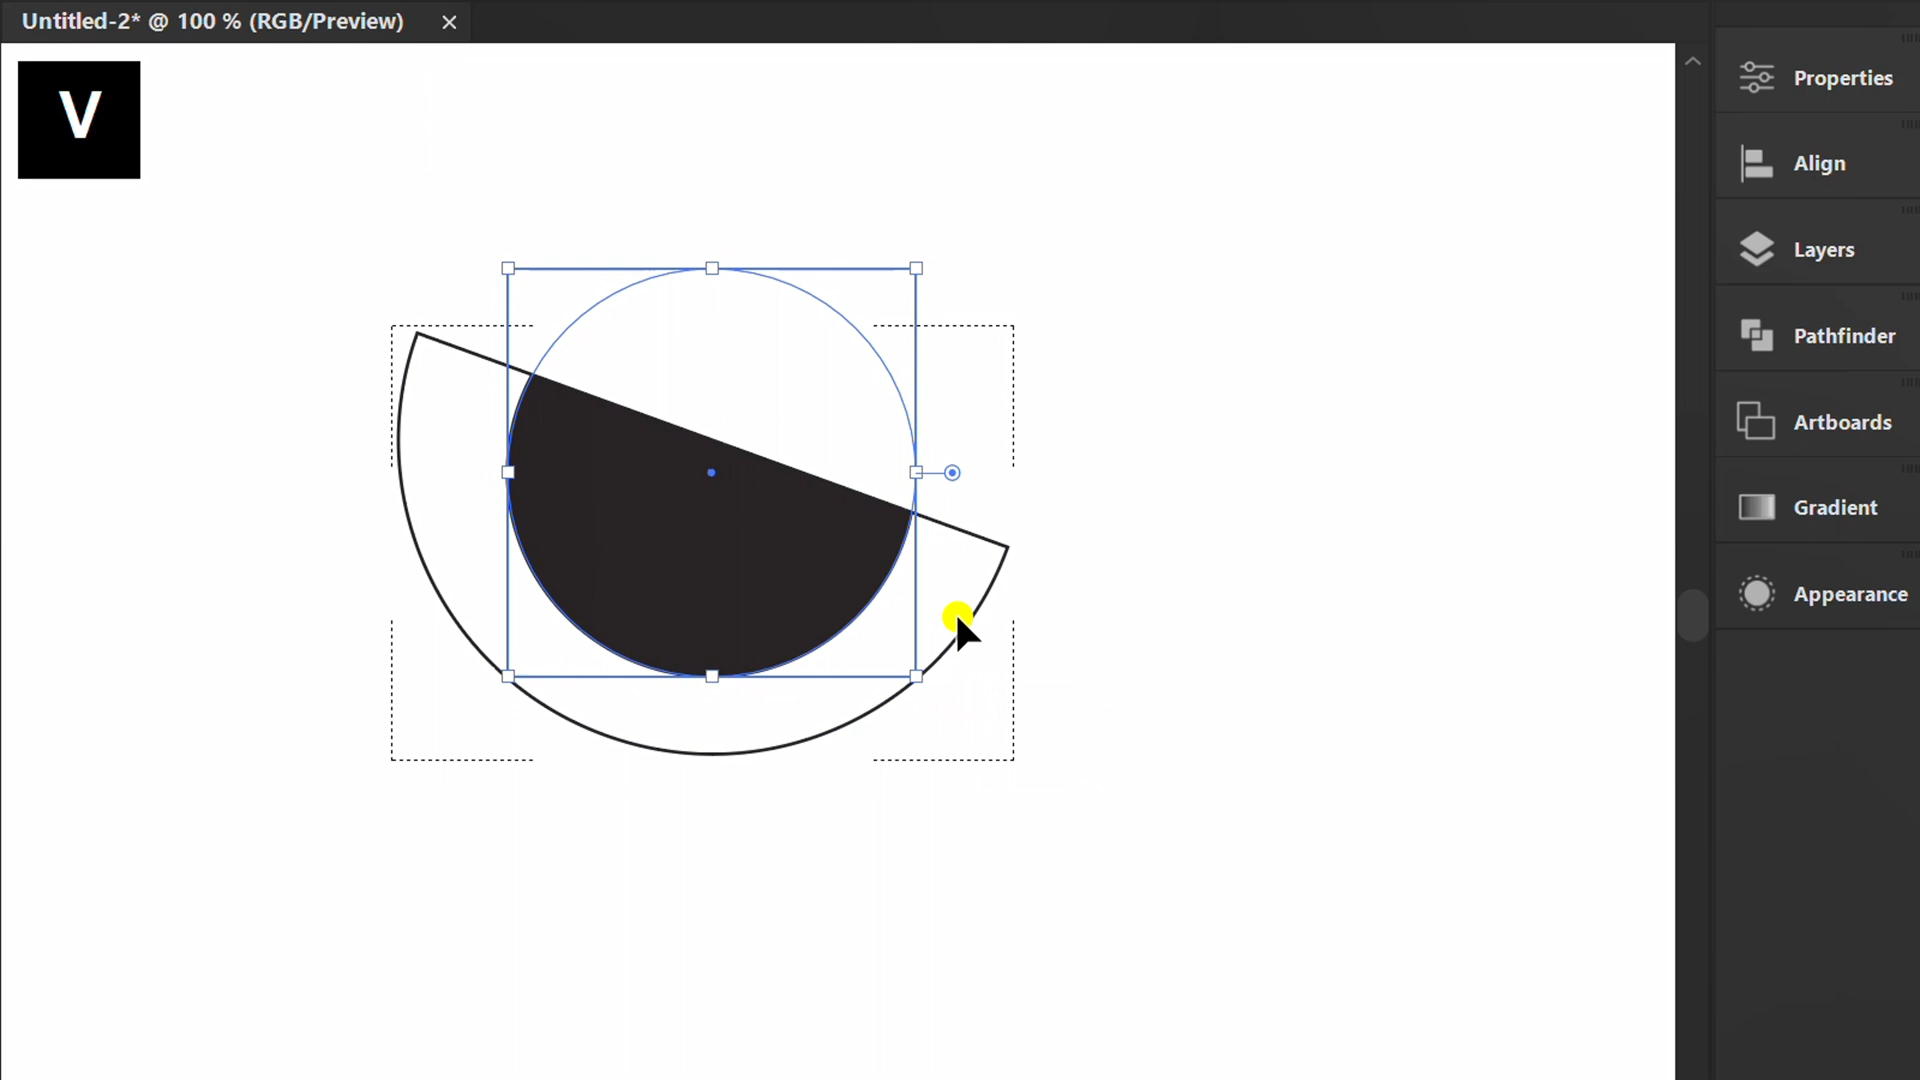 Untitled-2* @ 100 % (RGB/Preview)
V
Properties
Align
Layers
Pathfinder
Artboards
Gradient
Appearance